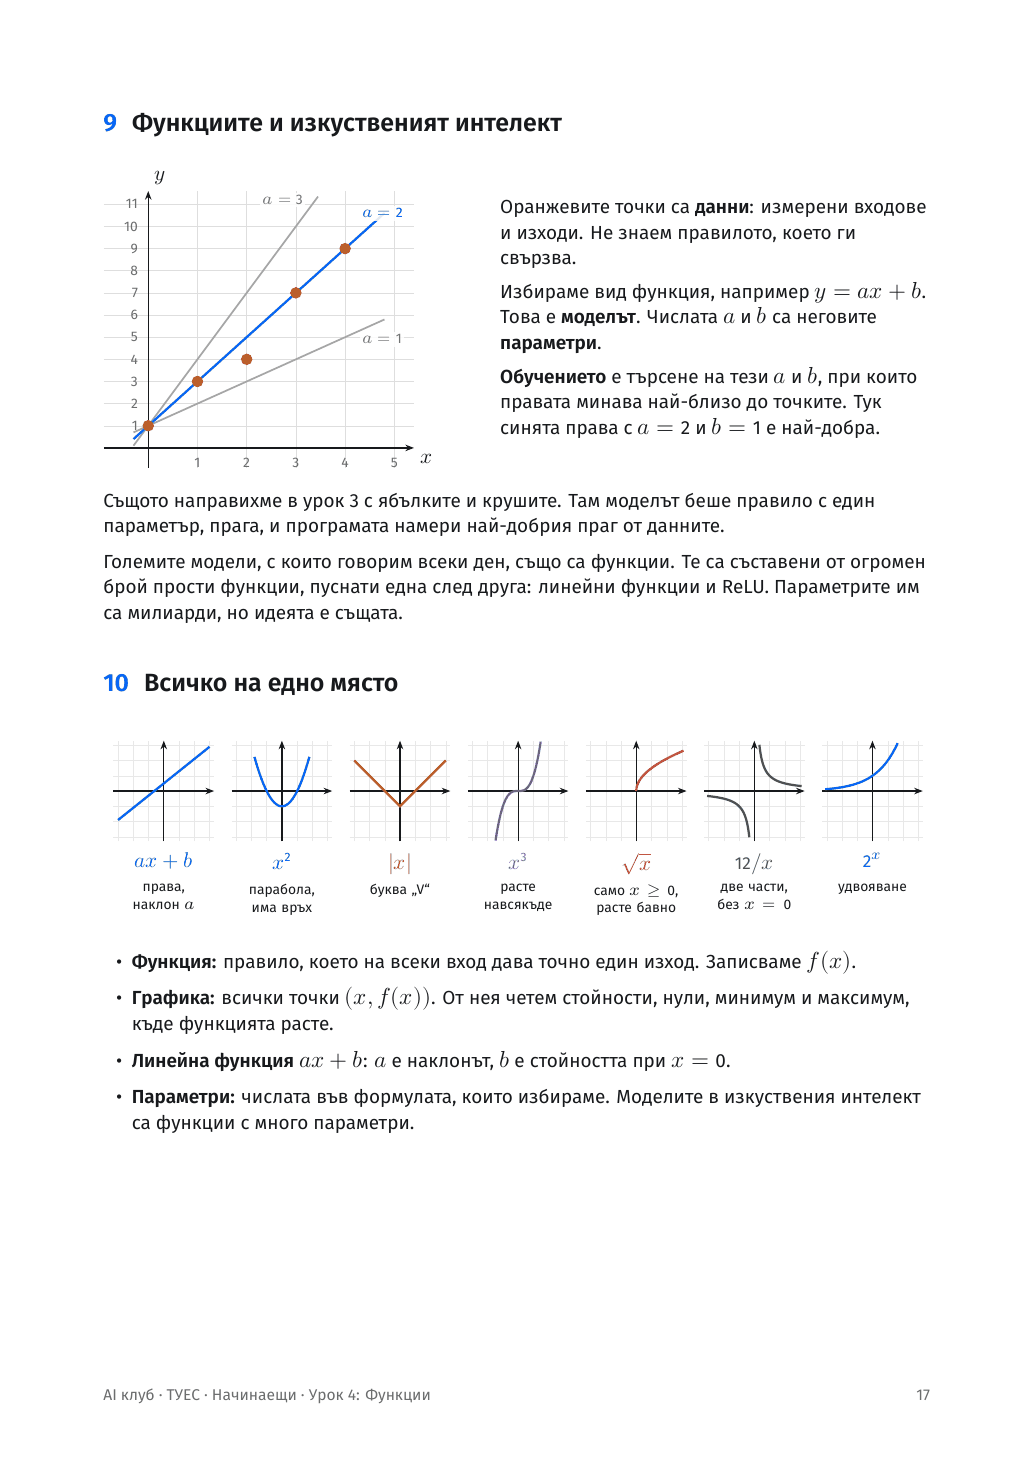 9 Функциите и изкуственият интелект
y
11
10
9
8
7
6
5
4
3
2
1
1 2 3 4 5
x
a = 3
a = 2
a = 1
Оранжевите точки са данни: измерени входове
и изходи. Не знаем правилото, което ги
свързва.
Избираме вид функция, например y = ax + b.
Това е моделът. Числата a и b са неговите
параметри.
Обучението е търсене на тези a и b, при които
правата минава най-близо до точките. Тук
синята права с a = 2 и b = 1 е най-добра.
Същото направихме в урок 3 с ябълките и крушите. Там моделът беше правило с един
параметър, прага, и програмата намери най-добрия праг от данните.
Големите модели, с които говорим всеки ден, също са функции. Те са съставени от огромен
брой прости функции, пуснати една след друга: линейни функции и ReLU. Параметрите им
са милиарди, но идеята е същата.
10 Всичко на едно място
ax + b
права,
наклон a
x²
парабола,
има връх
|x|
буква „V“
x³
расте
навсякъде
√x
само x ≥ 0,
расте бавно
12/x
две части,
без x = 0
2ˣ
удвояване
• Функция: правило, което на всеки вход дава точно един изход. Записваме f(x).
• Графика: всички точки (x, f(x)). От нея четем стойности, нули, минимум и максимум,
къде функцията расте.
• Линейна функция ax + b: a е наклонът, b е стойността при x = 0.
• Параметри: числата във формулата, които избираме. Моделите в изкуствения интелект
са функции с много параметри.
AI клуб · ТУЕС · Начинаещи · Урок 4: Функции 17